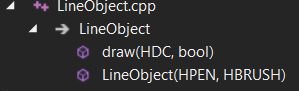 LineObject.cpp
LineObject
draw(HDC, bool)
LineObject(HPEN, HBRUSH)